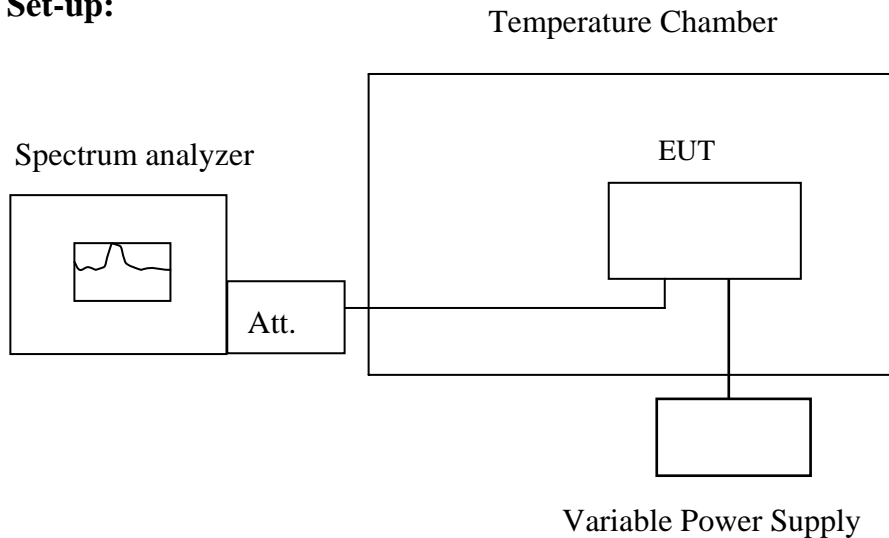 Set-up:
Temperature Chamber
Spectrum analyzer
EUT
Att.
Variable Power Supply